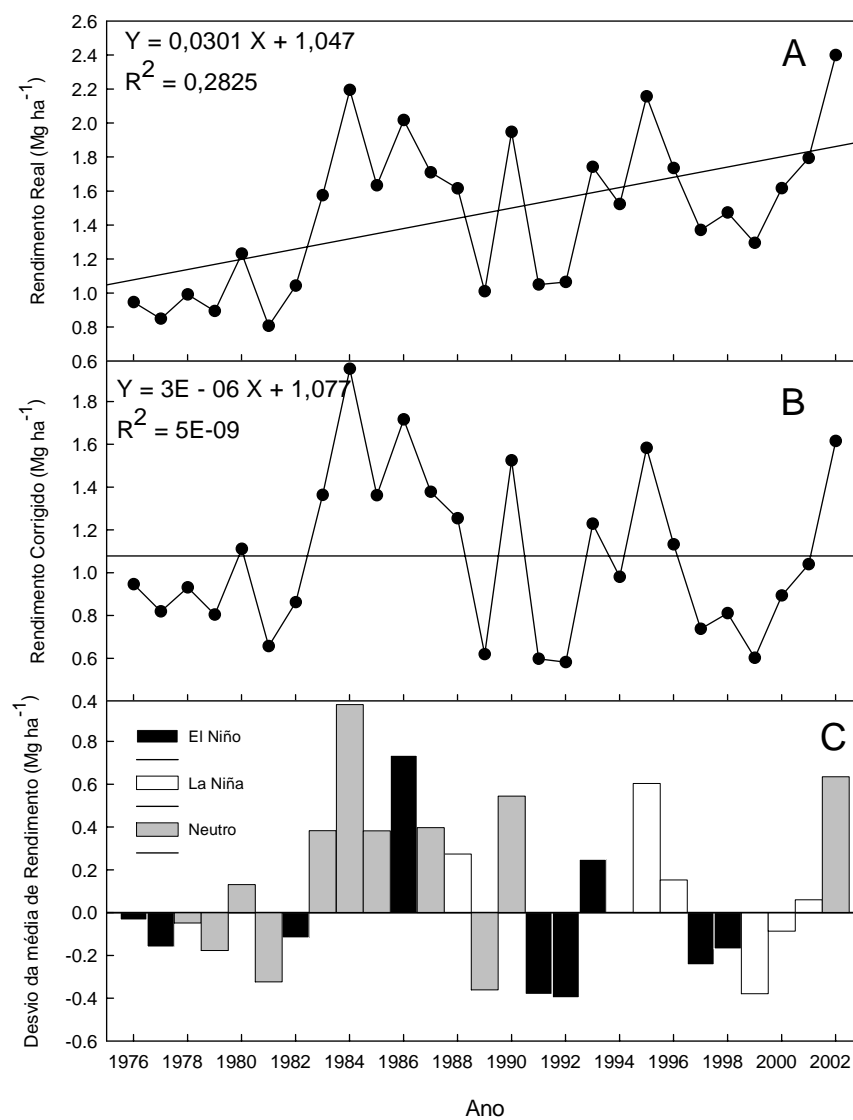 Y = 0,0301 X + 1,047
R² = 0,2825
A
Rendimento Real (Mg ha⁻¹)
2.6
2.4
2.2
2.0
1.8
1.6
1.4
1.2
1.0
0.8
0.6
Y = 3E - 06 X + 1,077
R² = 5E-09
B
Rendimento Corrigido (Mg ha⁻¹)
1.8
1.6
1.4
1.2
1.0
0.8
0.6
0.4
C
Desvio da média de Rendimento (Mg ha⁻¹)
El Niño
La Niña
Neutro
0.8
0.6
0.4
0.2
0.0
-0.2
-0.4
-0.6
1976 1978 1980 1982 1984 1986 1988 1990 1992 1994 1996 1998 2000 2002
Ano